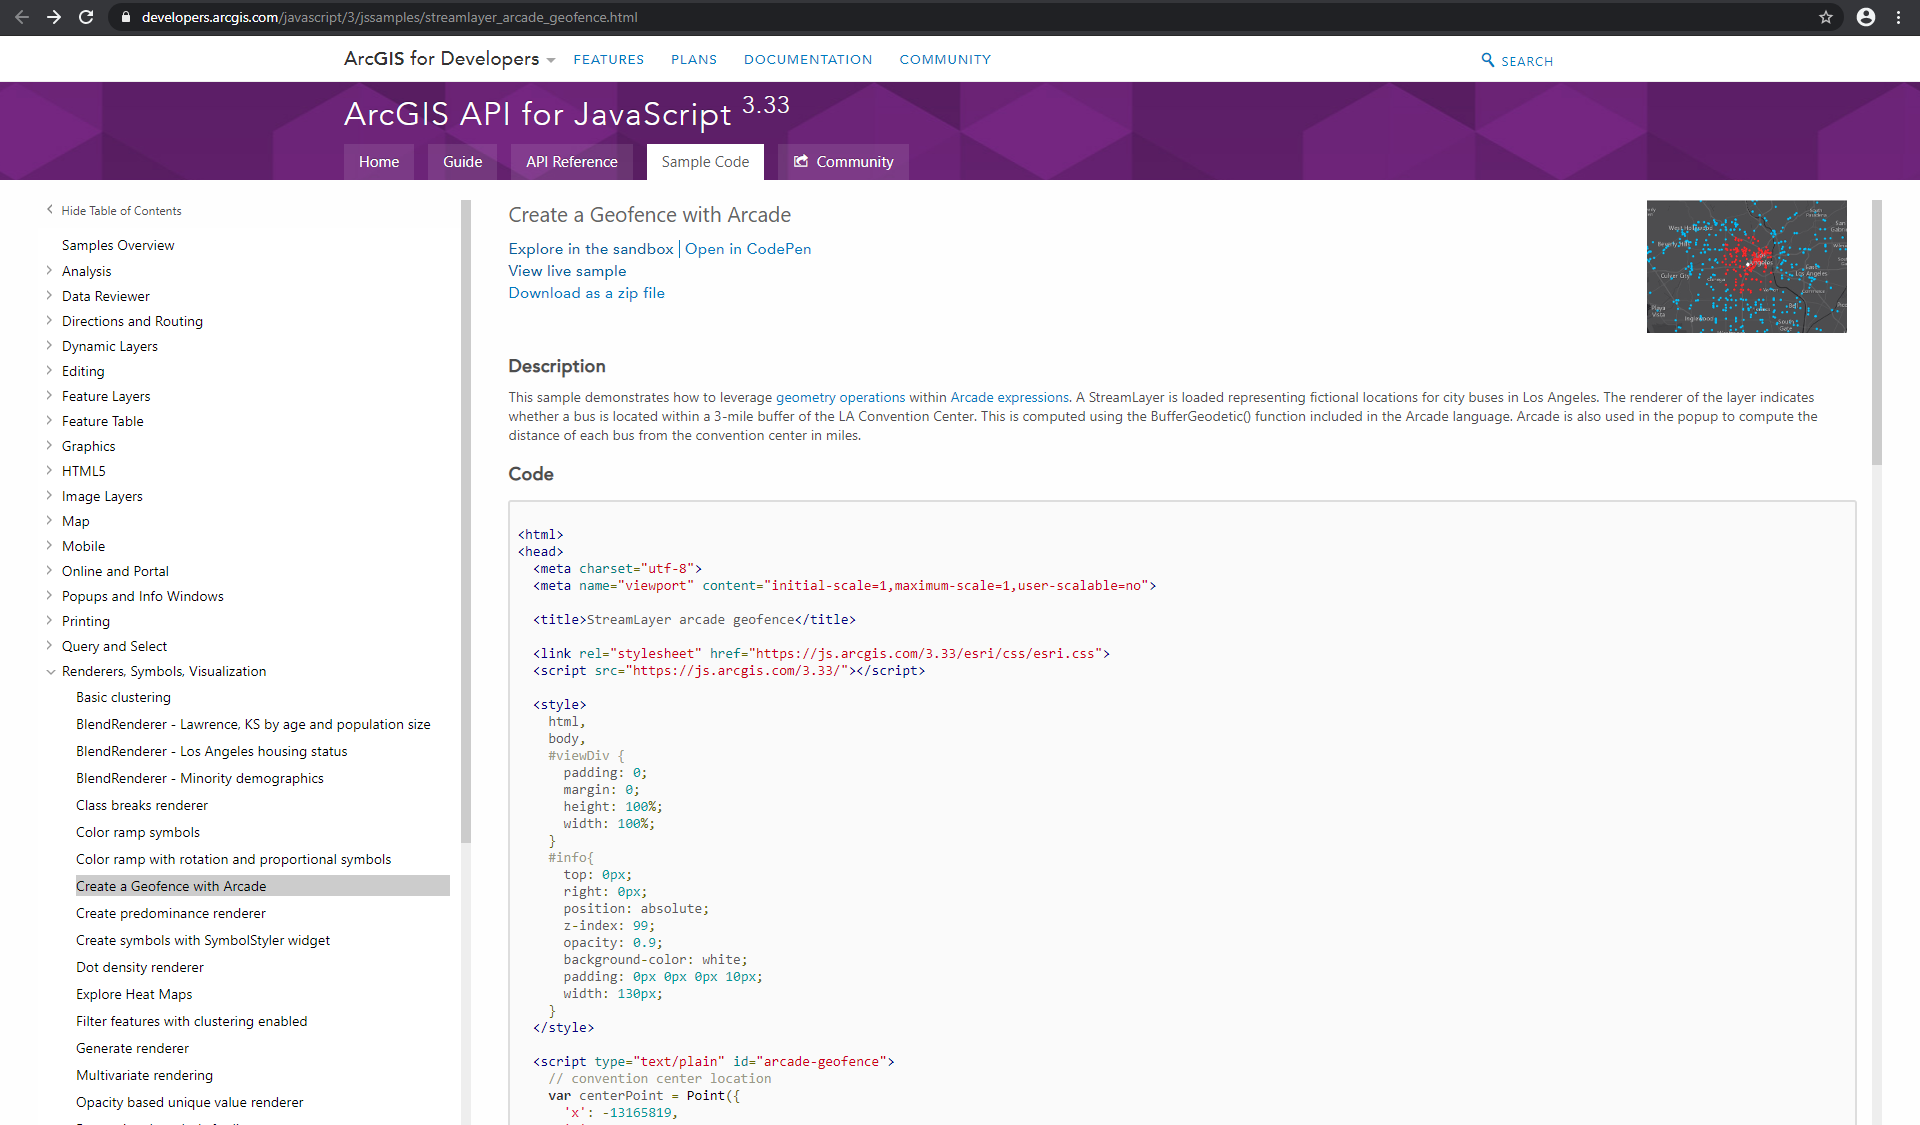 developers.arcgis.com/javascript/3/jssamples/streamlayer_arcade_geofence.html
ArcGIS for Developers FEATURES PLANS DOCUMENTATION COMMUNITY SEARCH
ArcGIS API for JavaScript 3.33
Home Guide API Reference Sample Code Community
Hide Table of Contents
Samples Overview
Analysis
Data Reviewer
Directions and Routing
Dynamic Layers
Editing
Feature Layers
Feature Table
Graphics
HTML5
Image Layers
Map
Mobile
Online and Portal
Popups and Info Windows
Printing
Query and Select
Renderers, Symbols, Visualization
Basic clustering
BlendRenderer - Lawrence, KS by age and population size
BlendRenderer - Los Angeles housing status
BlendRenderer - Minority demographics
Class breaks renderer
Color ramp symbols
Color ramp with rotation and proportional symbols
Create a Geofence with Arcade
Create predominance renderer
Create symbols with SymbolStyler widget
Dot density renderer
Explore Heat Maps
Filter features with clustering enabled
Generate renderer
Multivariate rendering
Opacity based unique value renderer
Create a Geofence with Arcade
Explore in the sandbox | Open in CodePen
View live sample
Download as a zip file
Description
This sample demonstrates how to leverage geometry operations within Arcade expressions. A StreamLayer is loaded representing fictional locations for city buses in Los Angeles. The renderer of the layer indicates
whether a bus is located within a 3-mile buffer of the LA Convention Center. This is computed using the BufferGeodetic() function included in the Arcade language. Arcade is also used in the popup to compute the
distance of each bus from the convention center in miles.
Code
<html>
<head>
<meta charset="utf-8">
<meta name="viewport" content="initial-scale=1,maximum-scale=1,user-scalable=no">
<title>StreamLayer arcade geofence</title>
<link rel="stylesheet" href="https://js.arcgis.com/3.33/esri/css/esri.css">
<script src="https://js.arcgis.com/3.33/"></script>
<style>
html,
body,
#viewDiv {
padding: 0;
margin: 0;
height: 100%;
width: 100%;
}
#info{
top: 0px;
right: 0px;
position: absolute;
z-index: 99;
opacity: 0.9;
background-color: white;
padding: 0px 0px 0px 10px;
width: 130px;
}
</style>
<script type="text/plain" id="arcade-geofence">
// convention center location
var centerPoint = Point({
'x': -13165819,